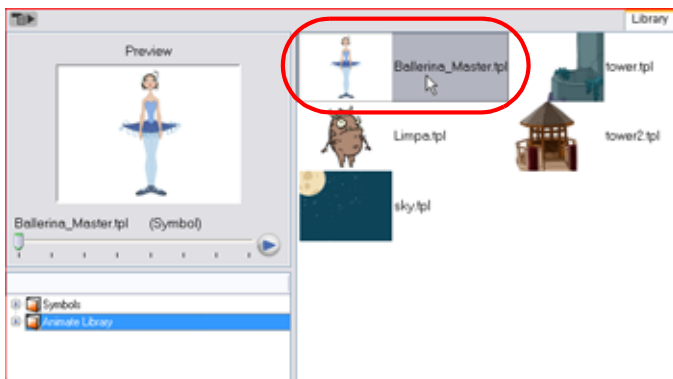 Library
Preview
Ballerina_Master.tpl
tower.tpl
Limpa.tpl
tower2.tpl
sky.tpl
Ballerina_Master.tpl (Symbol)
Symbols
Animate Library